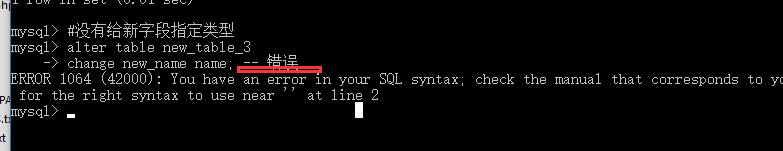 1 row in set (0.01 sec)
mysql> #没有给新字段指定类型
mysql> alter table new_table_3
-> change new_name name; -- 错误
ERROR 1064 (42000): You have an error in your SQL syntax; check the manual that corresponds to yo
for the right syntax to use near '' at line 2
mysql>